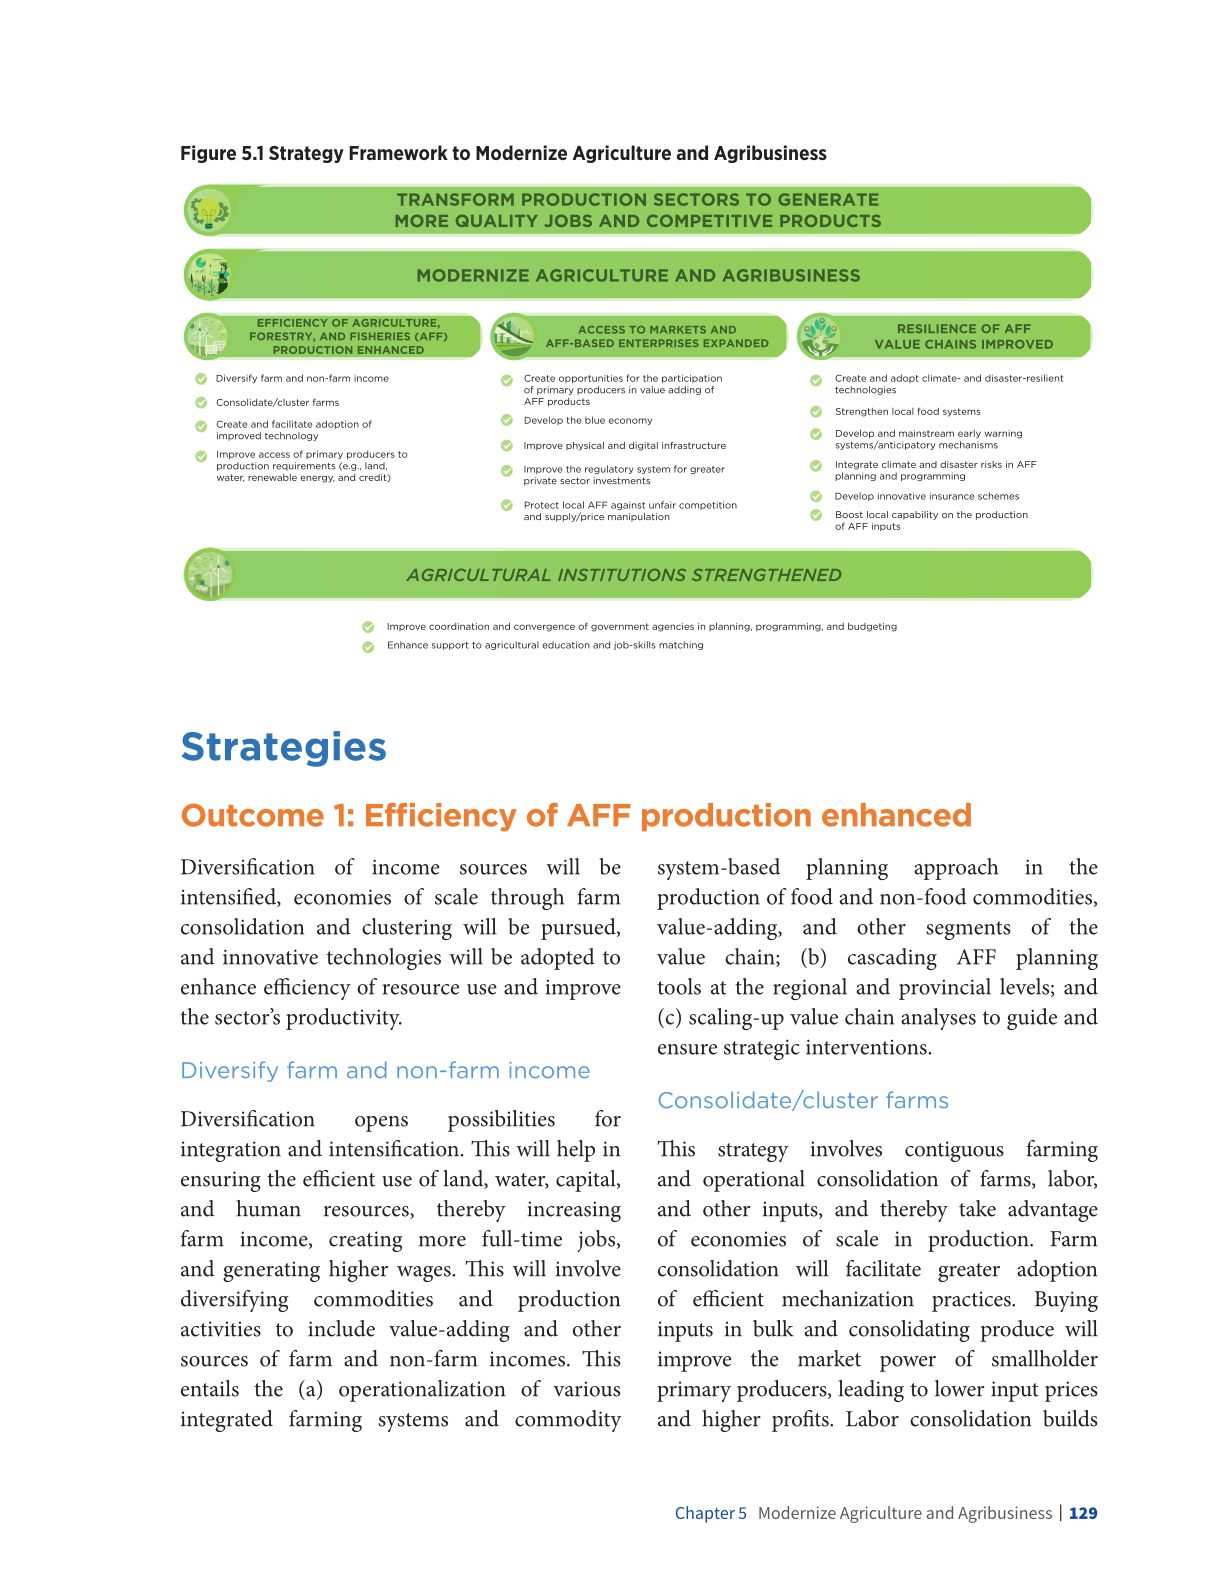 Figure 5.1 Strategy Framework to Modernize Agriculture and Agribusiness
TRANSFORM PRODUCTION SECTORS TO GENERATE
MORE QUALITY JOBS AND COMPETITIVE PRODUCTS
MODERNIZE AGRICULTURE AND AGRIBUSINESS
EFFICIENCY OF AGRICULTURE,
FORESTRY, AND FISHERIES (AFF)
PRODUCTION ENHANCED
Diversify farm and non-farm income
Consolidate/cluster farms
Create and facilitate adoption of
improved technology
Improve access of primary producers to
production requirements (e.g., land,
water, renewable energy, and credit)
ACCESS TO MARKETS AND
AFF-BASED ENTERPRISES EXPANDED
Create opportunities for the participation
of primary producers in value adding of
AFF products
Develop the blue economy
Improve physical and digital infrastructure
Improve the regulatory system for greater
private sector investments
Protect local AFF against unfair competition
and supply/price manipulation
RESILIENCE OF AFF
VALUE CHAINS IMPROVED
Create and adopt climate- and disaster-resilient
technologies
Strengthen local food systems
Develop and mainstream early warning
systems/anticipatory mechanisms
Integrate climate and disaster risks in AFF
planning and programming
Develop innovative insurance schemes
Boost local capability on the production
of AFF inputs
AGRICULTURAL INSTITUTIONS STRENGTHENED
Improve coordination and convergence of government agencies in planning, programming, and budgeting
Enhance support to agricultural education and job-skills matching
Strategies
Outcome 1: Efficiency of AFF production enhanced
Diversification of income sources will be
intensified, economies of scale through farm
consolidation and clustering will be pursued,
and innovative technologies will be adopted to
enhance efficiency of resource use and improve
the sector's productivity.
Diversify farm and non-farm income
Diversification opens possibilities for
integration and intensification. This will help in
ensuring the efficient use of land, water, capital,
and human resources, thereby increasing
farm income, creating more full-time jobs,
and generating higher wages. This will involve
diversifying commodities and production
activities to include value-adding and other
sources of farm and non-farm incomes. This
entails the (a) operationalization of various
integrated farming systems and commodity
system-based planning approach in the
production of food and non-food commodities,
value-adding, and other segments of the
value chain; (b) cascading AFF planning
tools at the regional and provincial levels; and
(c) scaling-up value chain analyses to guide and
ensure strategic interventions.
Consolidate/cluster farms
This strategy involves contiguous farming
and operational consolidation of farms, labor,
and other inputs, and thereby take advantage
of economies of scale in production. Farm
consolidation will facilitate greater adoption
of efficient mechanization practices. Buying
inputs in bulk and consolidating produce will
improve the market power of smallholder
primary producers, leading to lower input prices
and higher profits. Labor consolidation builds
Chapter 5 Modernize Agriculture and Agribusiness | 129